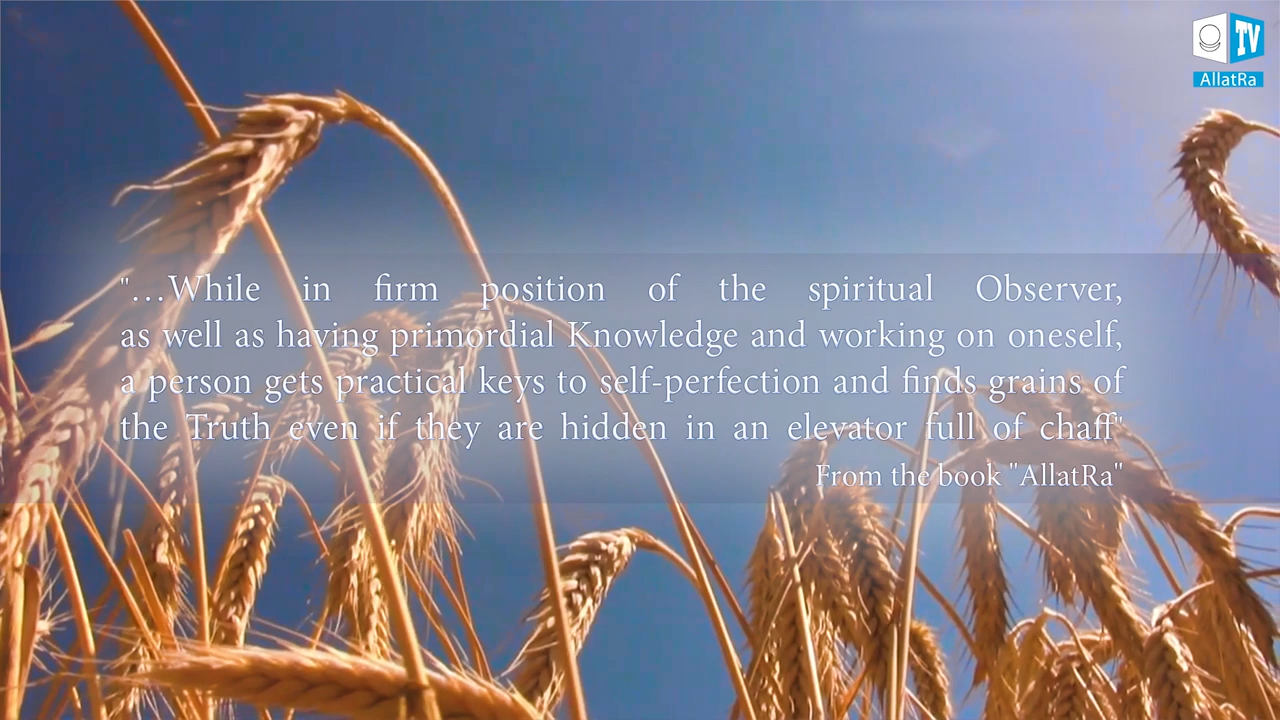 TV
AllatRa
"...While in firm position of the spiritual Observer,
as well as having primordial Knowledge and working on oneself,
a person gets practical keys to self-perfection and finds grains of
the Truth even if they are hidden in an elevator full of chaff"
From the book "AllatRa"